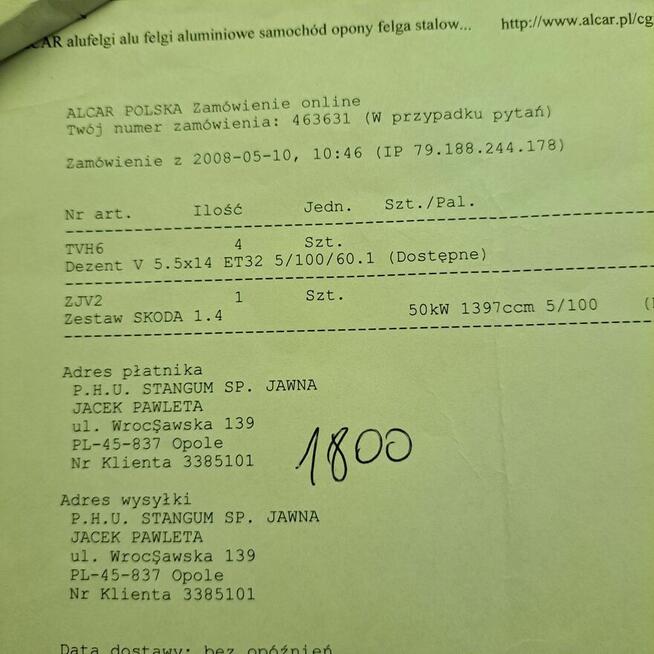 CAR alufelgi alu felgi aluminiowe samochód opony felga stalow... http://www.alcar.pl/cg
ALCAR POLSKA Zamówienie online
Twój numer zamówienia: 463631 (W przypadku pytań)
Zamówienie z 2008-05-10, 10:46 (IP 79.188.244.178)
Nr art. Ilość Jedn. Szt./Pal.
TVH6 4 Szt.
Dezent V 5.5x14 ET32 5/100/60.1 (Dostępne)
ZJV2 1 Szt.
Zestaw SKODA 1.4 50kW 1397ccm 5/100
Adres płatnika
P.H.U. STANGUM SP. JAWNA
JACEK PAWLETA
ul. WrocŞawska 139
PL-45-837 Opole
Nr Klienta 3385101
1800
Adres wysyłki
P.H.U. STANGUM SP. JAWNA
JACEK PAWLETA
ul. WrocŞawska 139
PL-45-837 Opole
Nr Klienta 3385101
Data dostawy: bez opóźnień